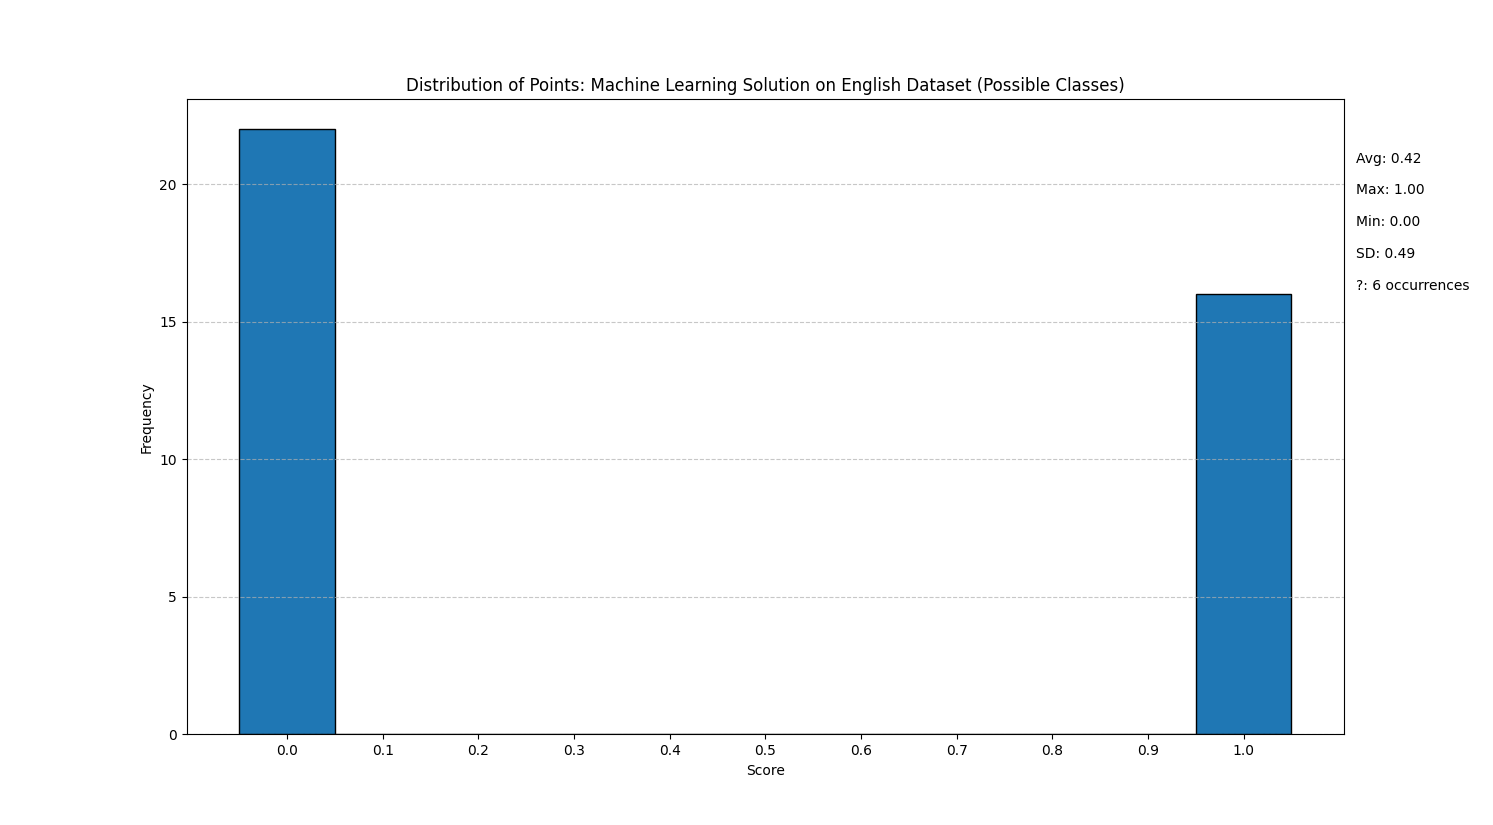 Distribution of Points: Machine Learning Solution on English Dataset (Possible Classes)
Avg: 0.42
Max: 1.00
Min: 0.00
SD: 0.49
?: 6 occurrences
Frequency
20
15
10
5
0
0.0 0.1 0.2 0.3 0.4 0.5 0.6 0.7 0.8 0.9 1.0
Score